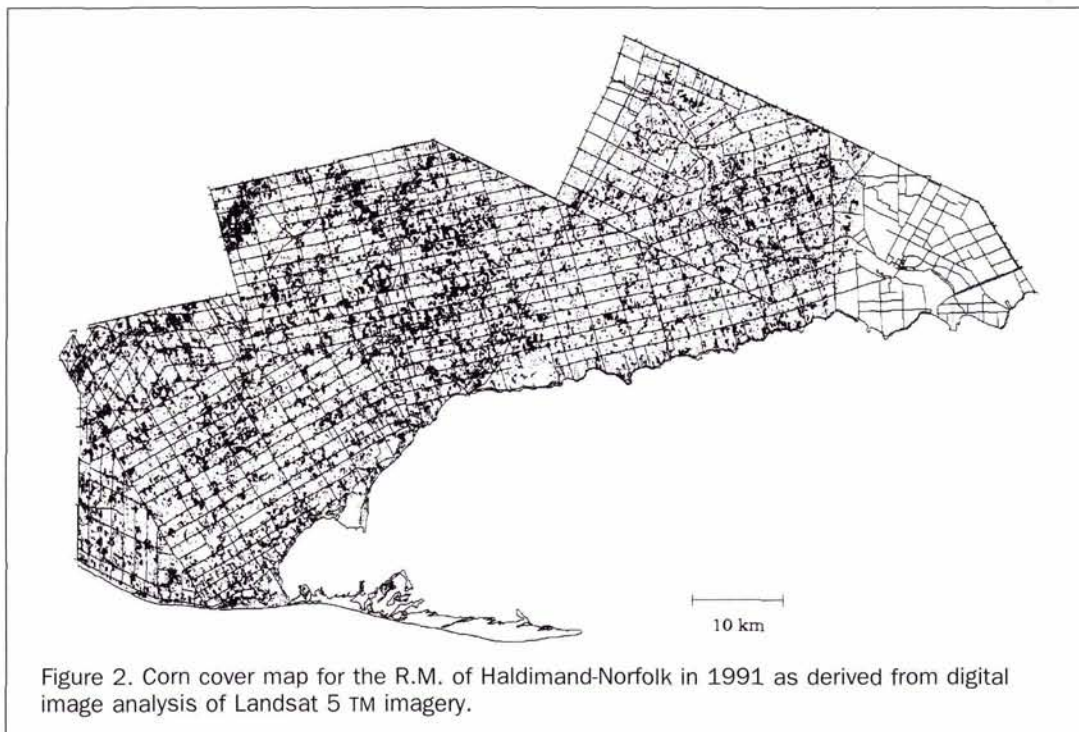 10 km
Figure 2. Corn cover map for the R.M. of Haldimand-Norfolk in 1991 as derived from digital
image analysis of Landsat 5 TM imagery.